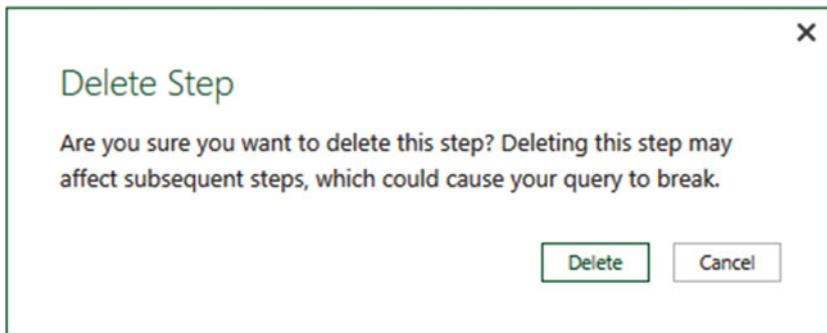 Delete Step
Are you sure you want to delete this step? Deleting this step may
affect subsequent steps, which could cause your query to break.
Delete
Cancel